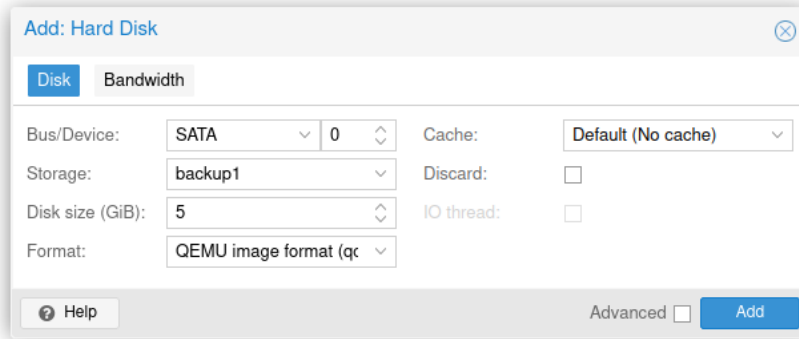 Add: Hard Disk
Disk Bandwidth
Bus/Device: SATA 0 Cache: Default (No cache)
Storage: backup1 Discard:
Disk size (GiB): 5 IO thread:
Format: QEMU image format (qc
Help Advanced Add